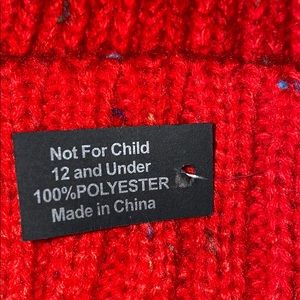 Not For Child
12 and Under
100%POLYESTER
Made in China